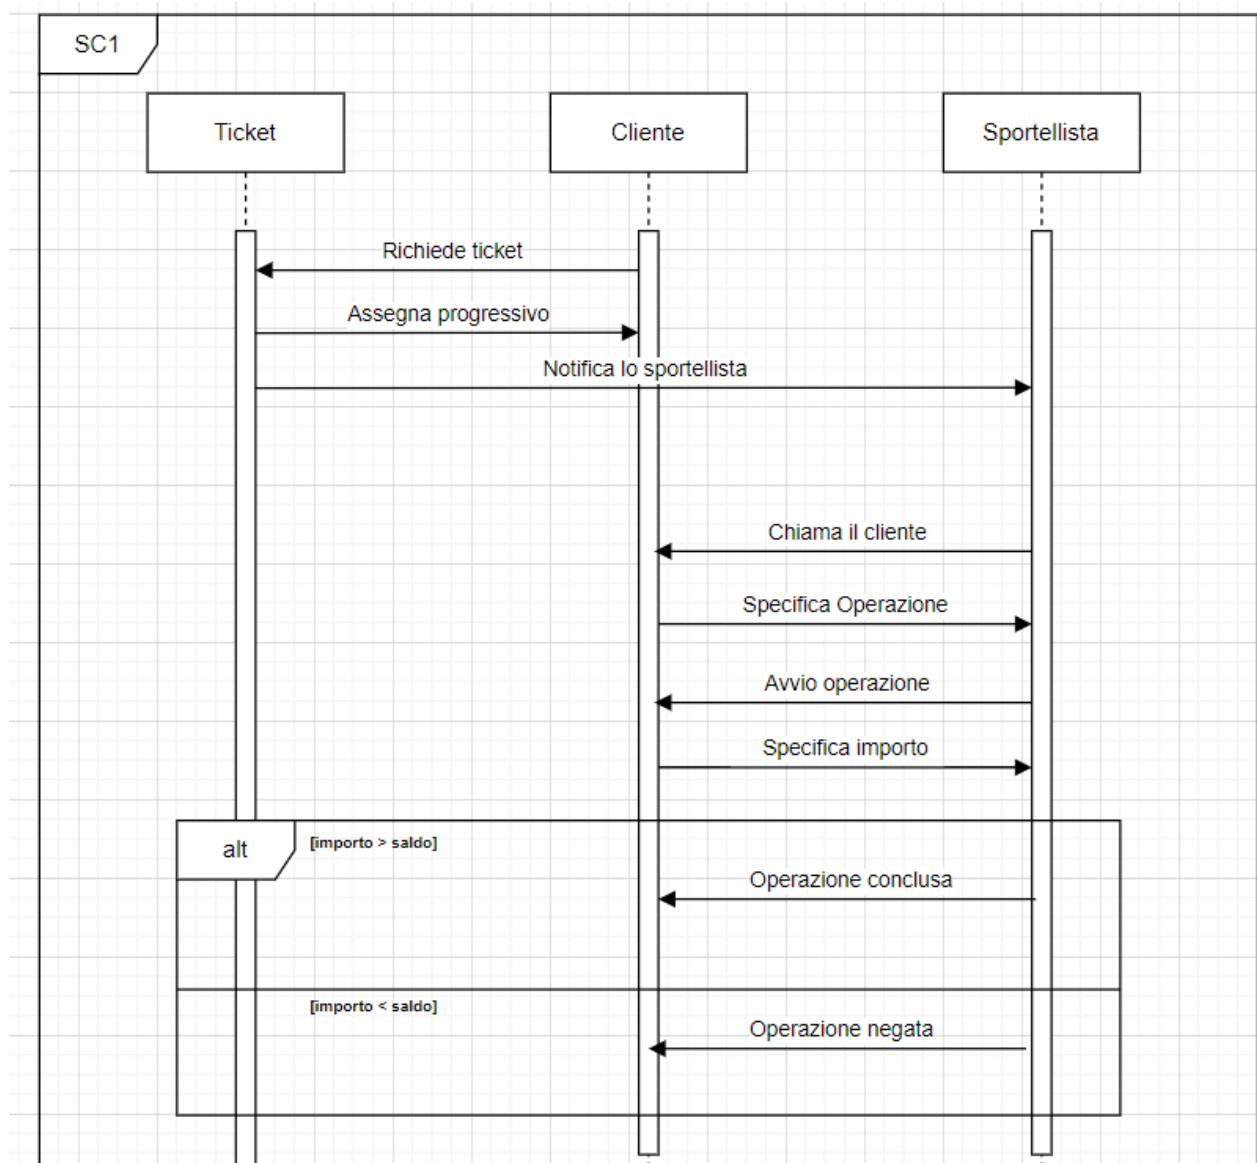 SC1
Ticket
Cliente
Sportellista
Richiede ticket
Assegna progressivo
Notifica lo sportellista
Chiama il cliente
Specifica Operazione
Avvio operazione
Specifica importo
alt
[importo > saldo]
Operazione conclusa
[importo < saldo]
Operazione negata